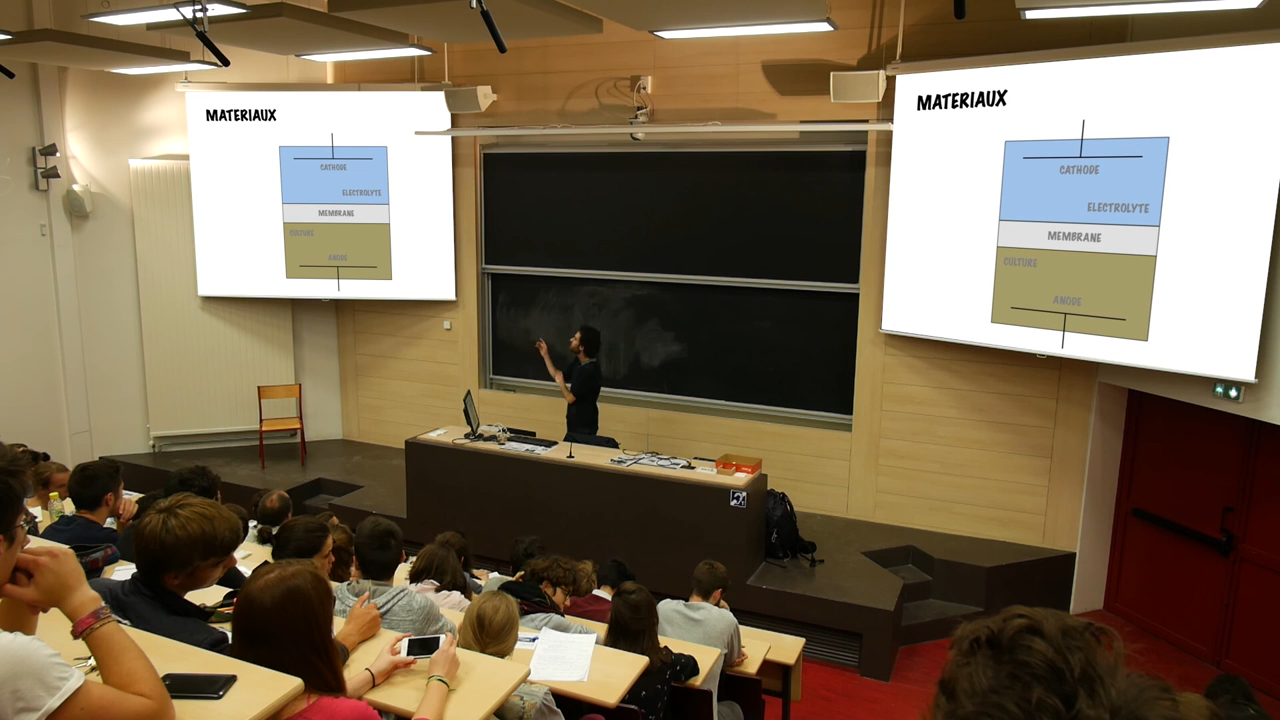 MATERIAUX
CATHODE
ELECTROLYTE
MEMBRANE
CULTURE
ANODE
MATERIAUX
CATHODE
ELECTROLYTE
MEMBRANE
CULTURE
ANODE